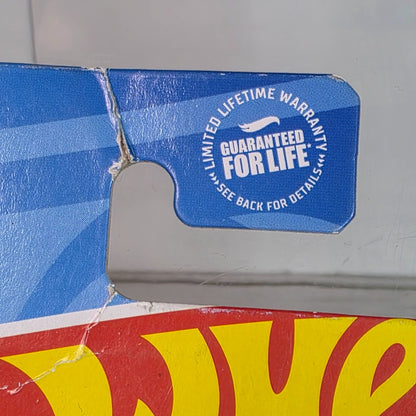 LIMITED LIFETIME WARRANTY
GUARANTEED
FOR LIFE*
SEE BACK FOR DETAILS